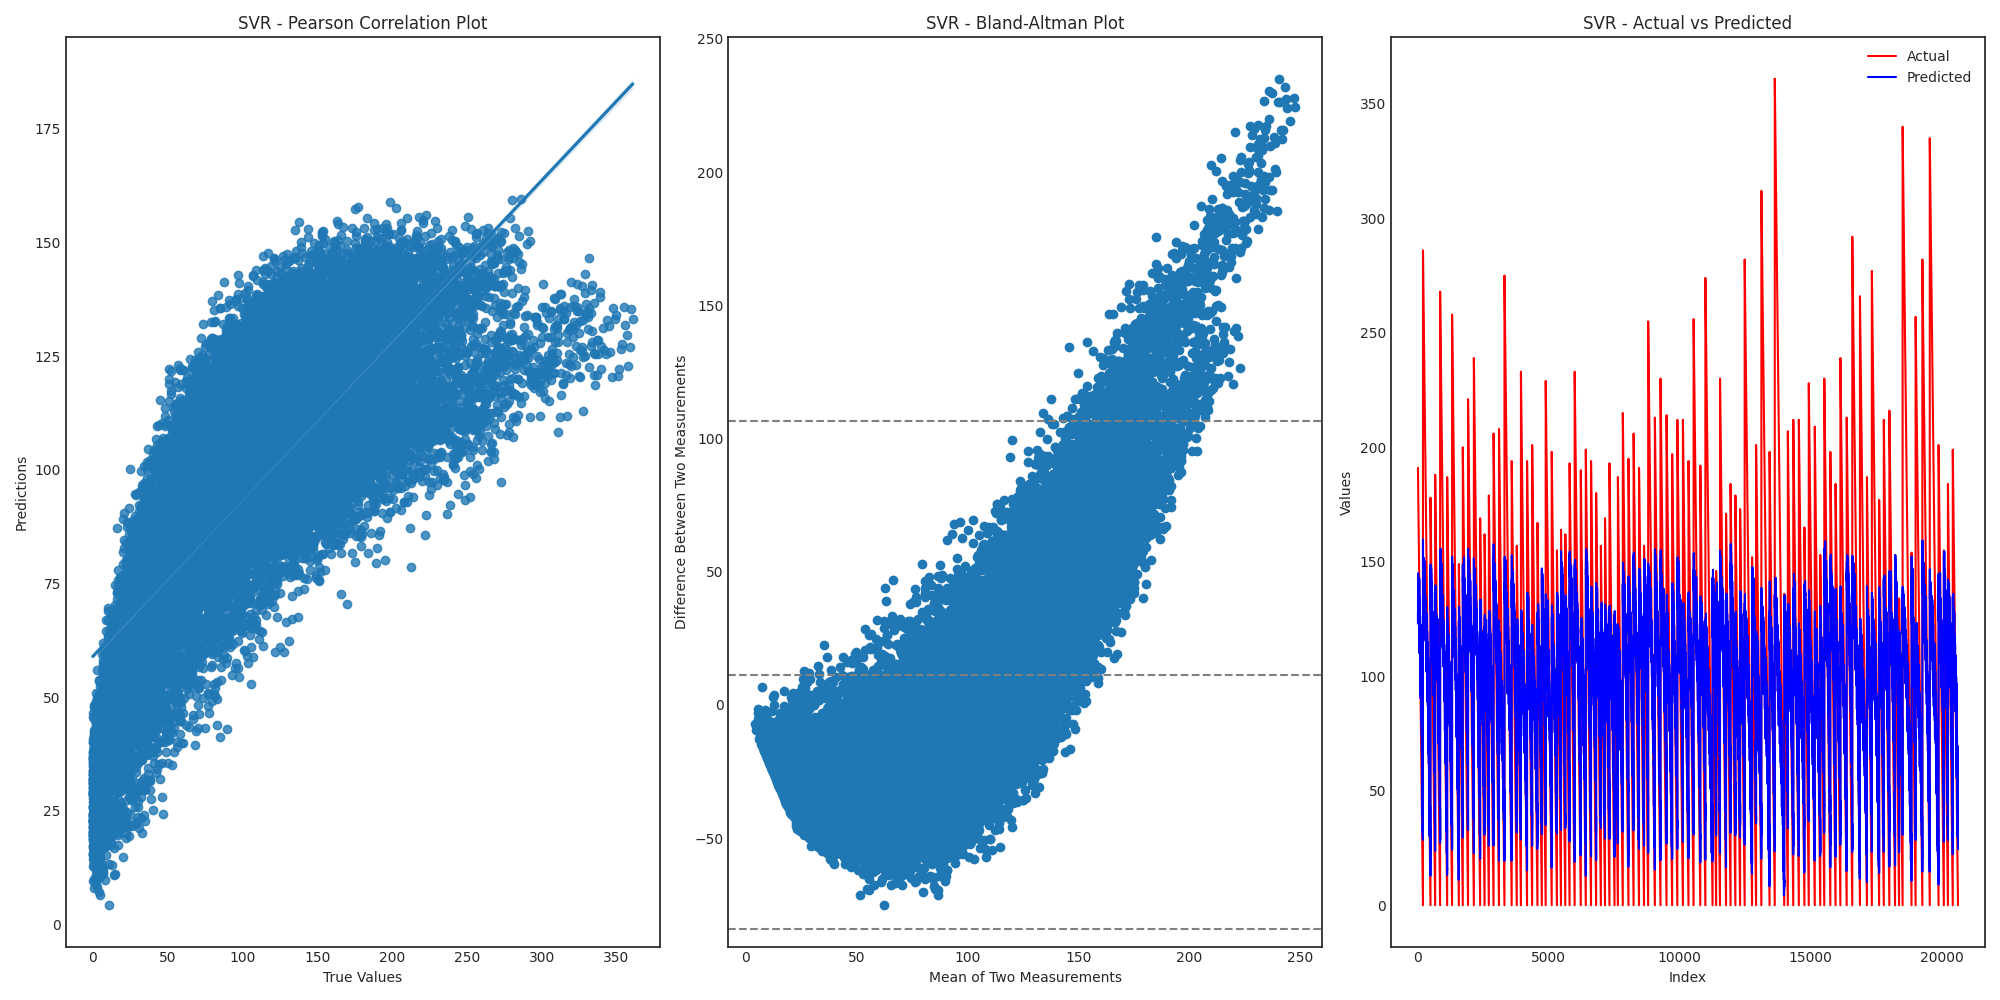 SVR - Pearson Correlation Plot
175
150
125
100
75
50
25
0
0 50 100 150 200 250 300 350
Predictions
True Values
SVR - Bland-Altman Plot
250
200
150
100
50
0
−50
0 50 100 150 200 250
Difference Between Two Measurements
Mean of Two Measurements
SVR - Actual vs Predicted
Actual
Predicted
350
300
250
200
150
100
50
0
0 5000 10000 15000 20000
Values
Index